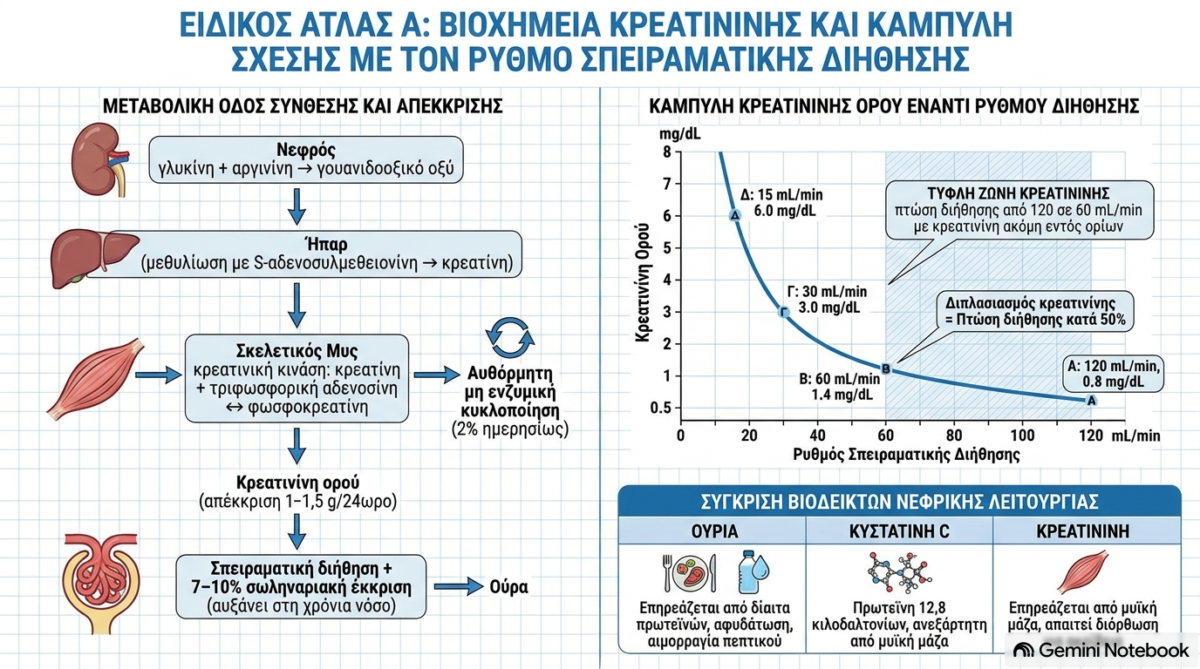 ΕΙΔΙΚΟΣ ΑΤΛΑΣ Α: ΒΙΟΧΗΜΕΙΑ ΚΡΕΑΤΙΝΙΝΗΣ ΚΑΙ ΚΑΜΠΥΛΗ
ΣΧΕΣΗΣ ΜΕ ΤΟΝ ΡΥΘΜΟ ΣΠΕΙΡΑΜΑΤΙΚΗΣ ΔΙΗΘΗΣΗΣ
ΜΕΤΑΒΟΛΙΚΗ ΟΔΟΣ ΣΥΝΘΕΣΗΣ ΚΑΙ ΑΠΕΚΚΡΙΣΗΣ
Νεφρός
γλυκίνη + αργινίνη → γουανιδοοξικό οξύ
Ήπαρ
(μεθυλίωση με S-αδενοσυλμεθειονίνη → κρεατίνη)
Σκελετικός Μυς
κρεατινική κινάση: κρεατίνη
+ τριφωσφορική αδενοσίνη
↔ φωσφοκρεατίνη
Αυθόρμητη
μη ενζυμική
κυκλοποίηση
(2% ημερησίως)
Κρεατινίνη ορού
(απέκκριση 1–1,5 g/24ωρο)
Σπειραματική διήθηση +
7–10% σωληναριακή έκκριση
(αυξάνει στη χρόνια νόσο)
Ούρα
ΚΑΜΠΥΛΗ ΚΡΕΑΤΙΝΙΝΗΣ ΟΡΟΥ ΕΝΑΝΤΙ ΡΥΘΜΟΥ ΔΙΗΘΗΣΗΣ
mg/dL
8
7
6
5
4
3
2
1
0.5
Κρεατινίνη Ορού
Δ: 15 mL/min
6.0 mg/dL
Δ
Γ: 30 mL/min
3.0 mg/dL
Γ
ΤΥΦΛΗ ΖΩΝΗ ΚΡΕΑΤΙΝΙΝΗΣ
πτώση διήθησης από 120 σε 60 mL/min
με κρεατινίνη ακόμη εντός ορίων
Διπλασιασμός κρεατινίνης
= Πτώση διήθησης κατά 50%
B
B: 60 mL/min
1.4 mg/dL
A: 120 mL/min,
0.8 mg/dL
A
0 20 40 60 80 100 120 mL/min
Ρυθμός Σπειραματικής Διήθησης
ΣΥΓΚΡΙΣΗ ΒΙΟΔΕΙΚΤΩΝ ΝΕΦΡΙΚΗΣ ΛΕΙΤΟΥΡΓΙΑΣ
ΟΥΡΙΑ
Επηρεάζεται από δίαιτα
πρωτεϊνών, αφυδάτωση,
αιμορραγία πεπτικού
ΚΥΣΤΑΤΙΝΗ C
Πρωτεΐνη 12,8
κιλοδαλτονίων, ανεξάρτητη
από μυϊκή μάζα
ΚΡΕΑΤΙΝΙΝΗ
Επηρεάζεται από μυϊκή
μάζα, απαιτεί διόρθωση
Gemini Notebook